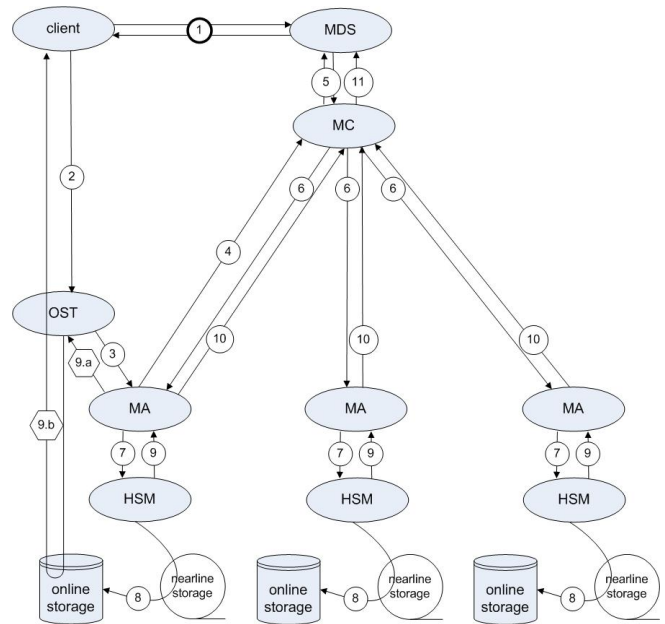 client
1
MDS
5
11
MC
2
6
6
6
4
OST
3
9.a
10
10
10
MA
MA
MA
9.b
7
9
7
9
7
9
HSM
HSM
HSM
online
storage
8
nearline
storage
online
storage
8
nearline
storage
online
storage
8
nearline
storage